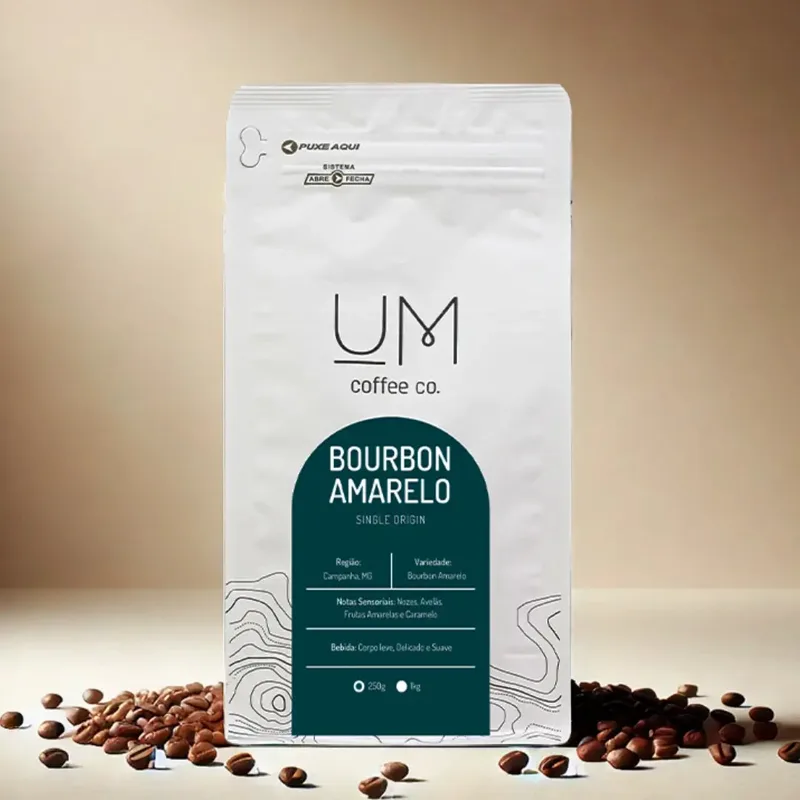 PUXE AQUI
SISTEMA
ABRE FECHA
UM
coffee co.
BOURBON
AMARELO
SINGLE ORIGIN
Região:
Campanha, MG
Variedade:
Bourbon Amarelo
Notas Sensoriais: Nozes, Avelãs,
Frutas Amarelas e Caramelo
Bebida: Corpo leve, Delicado e Suave
250g 1kg